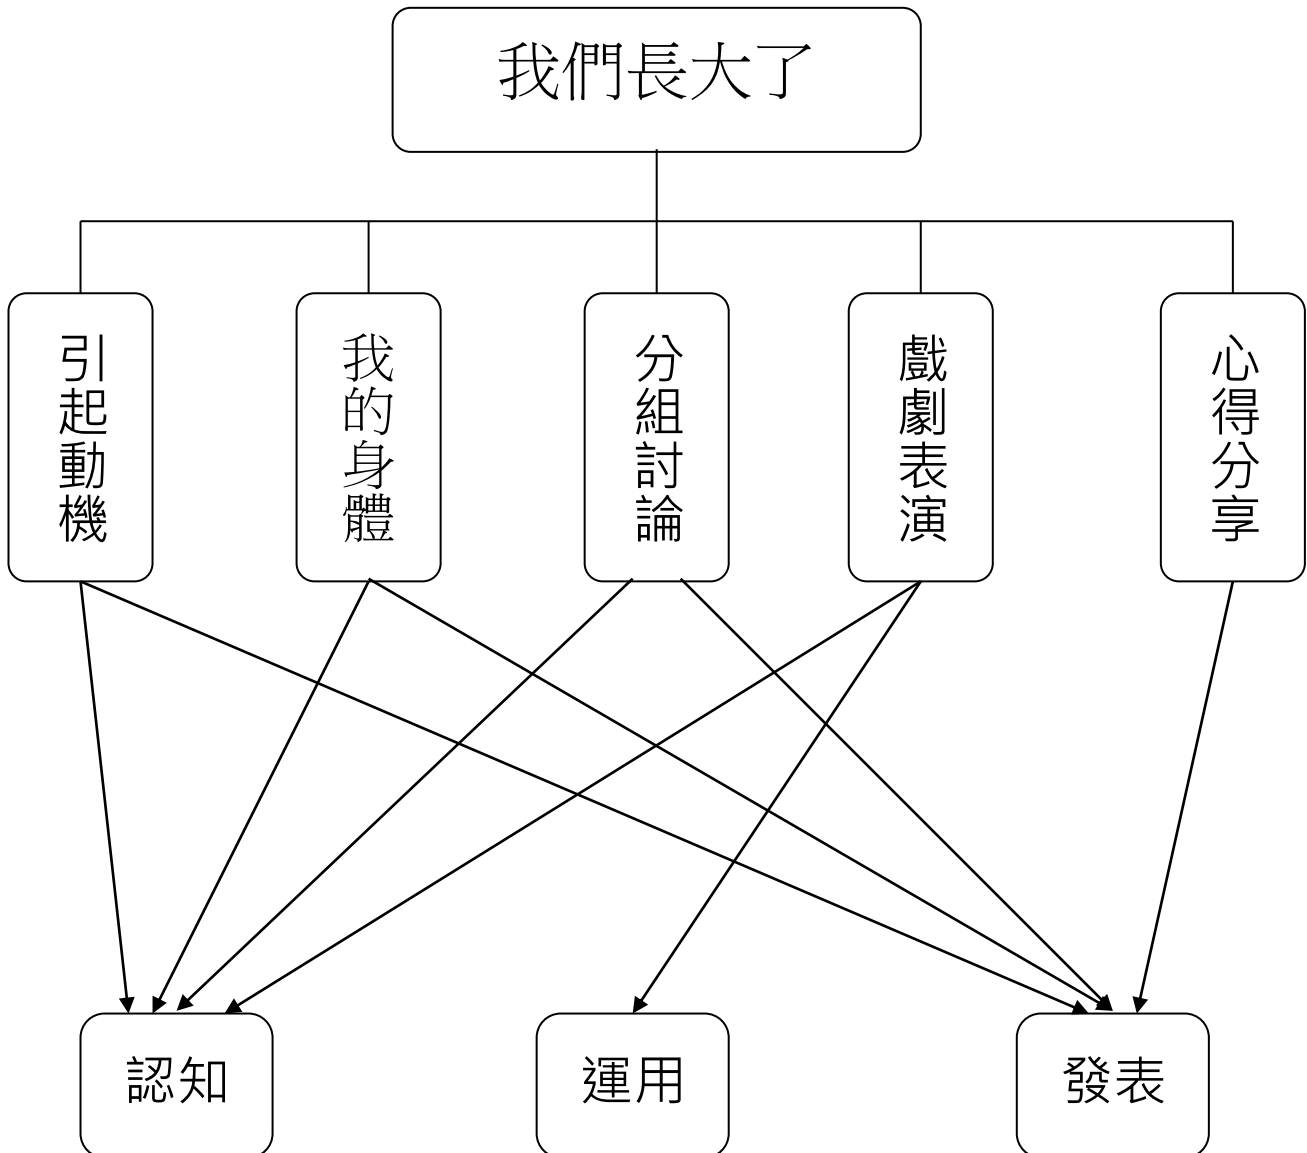 我們長大了
引起動機
我的身體
分組討論
戲劇表演
心得分享
認知
運用
發表